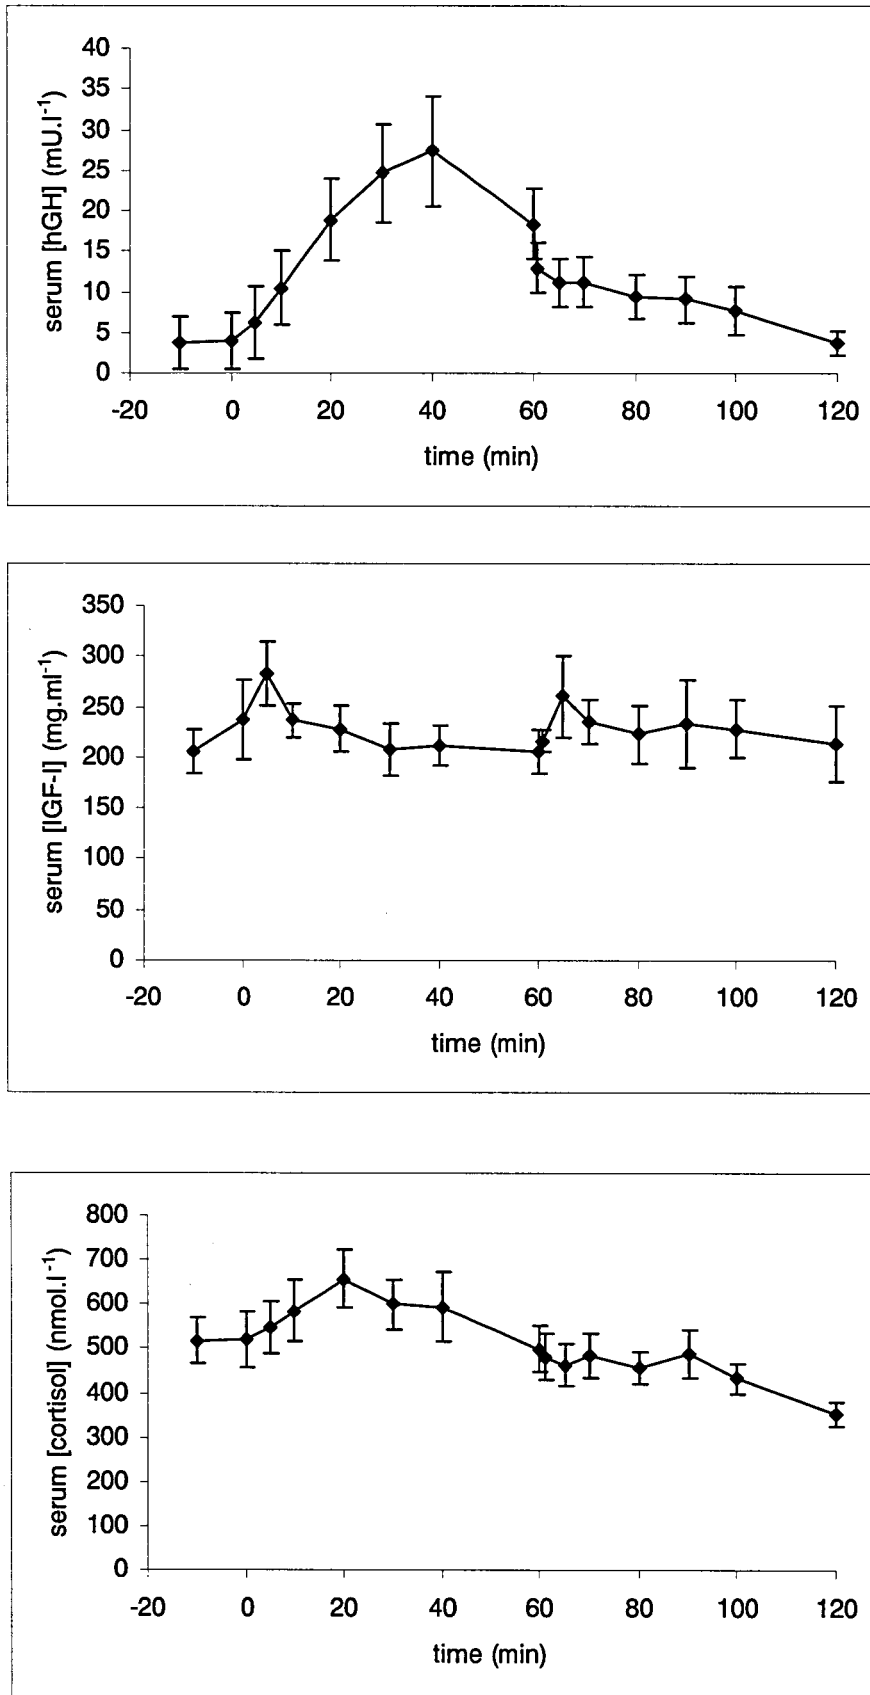 40
35
30
25
20
15
10
5
0
serum [hGH] (mU.l⁻¹)
-20 0 20 40 60 80 100 120
time (min)
350
300
250
200
150
100
50
0
serum [IGF-I] (mg.ml⁻¹)
-20 0 20 40 60 80 100 120
time (min)
800
700
600
500
400
300
200
100
0
serum [cortisol] (nmol.l⁻¹)
-20 0 20 40 60 80 100 120
time (min)